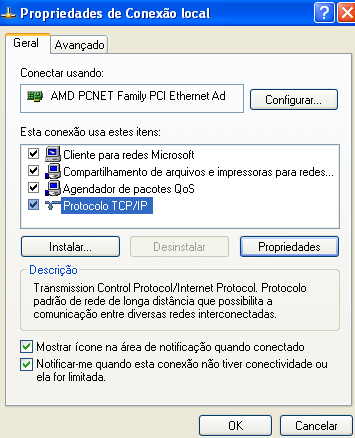 Propriedades de Conexão local
Geral
Avançado
Conectar usando:
AMD PCNET Family PCI Ethernet Ad
Configurar...
Esta conexão usa estes itens:
Cliente para redes Microsoft
Compartilhamento de arquivos e impressoras para redes...
Agendador de pacotes QoS
Protocolo TCP/IP
Instalar...
Desinstalar
Propriedades
Descrição
Transmission Control Protocol/Internet Protocol. Protocolo
padrão de rede de longa distância que possibilita a
comunicação entre diversas redes interconectadas.
Mostrar ícone na área de notificação quando conectado
Notificar-me quando esta conexão não tiver conectividade ou
ela for limitada.
OK
Cancelar